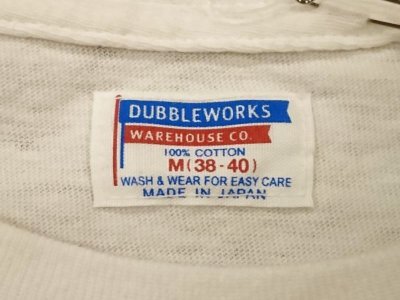 DUBBLEWORKS
WAREHOUSE CO.
100% COTTON
M(38-40)
WASH & WEAR FOR EASY CARE
MADE IN JAPAN